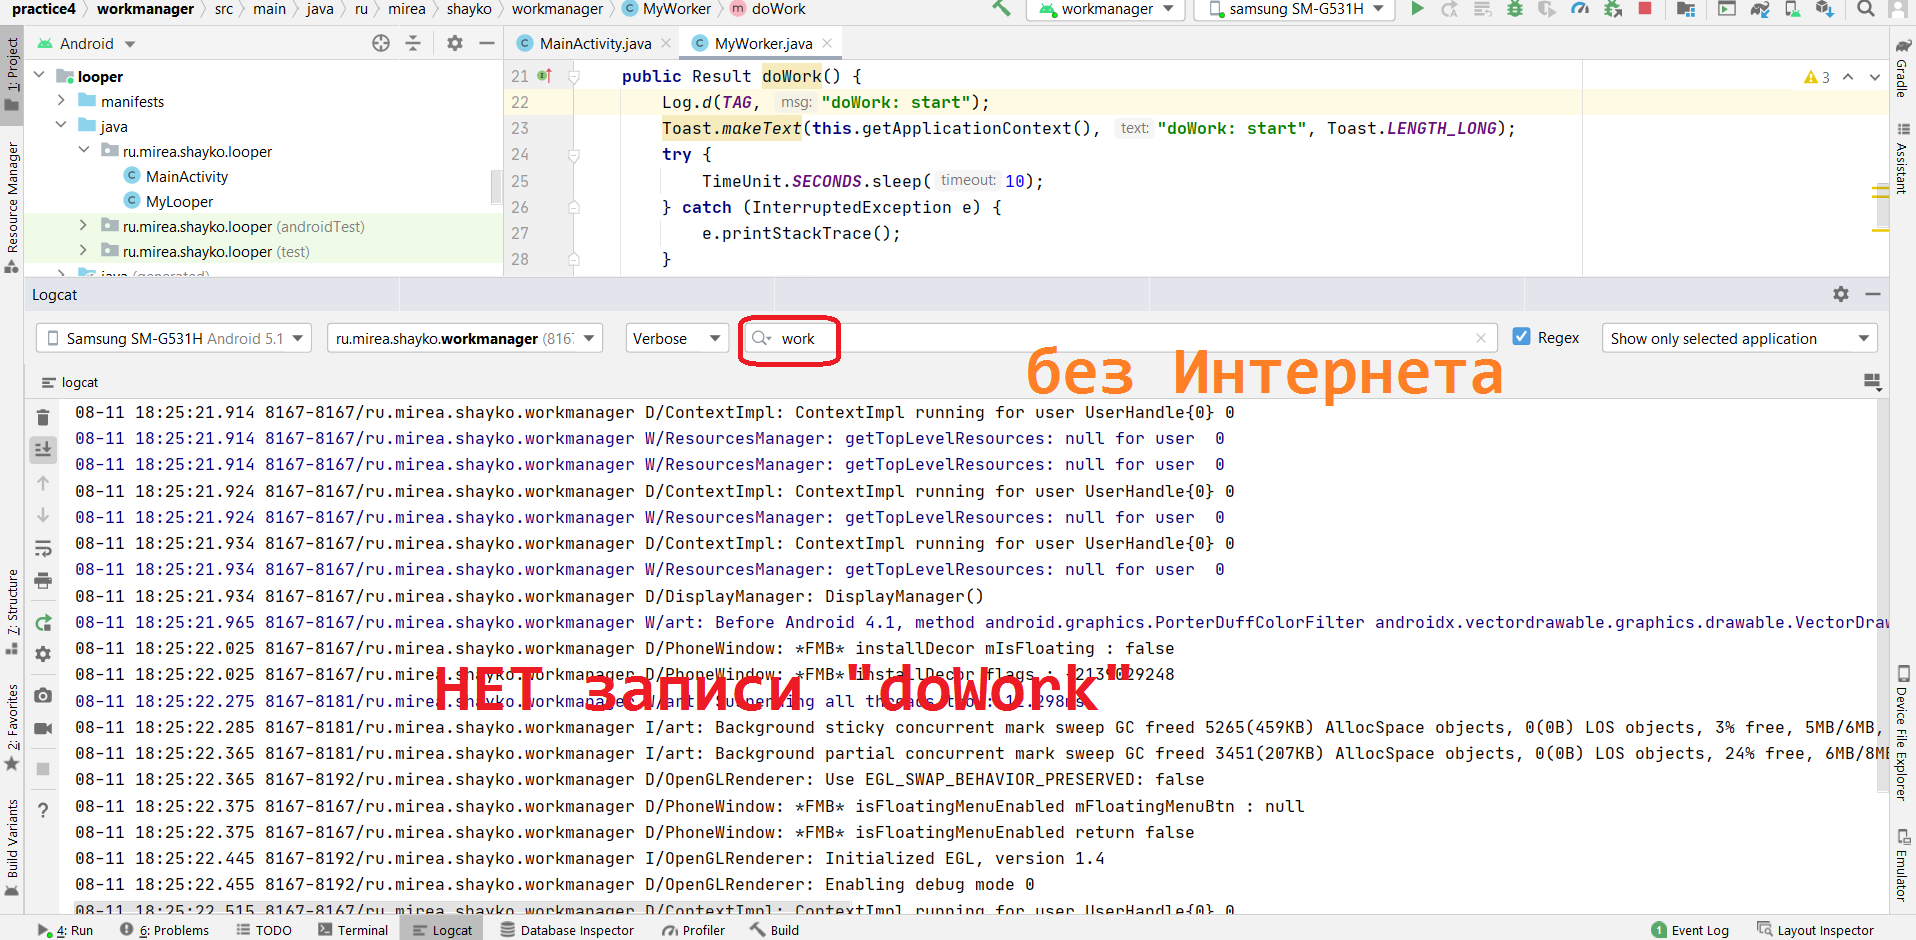 practice4 workmanager src main java ru mirea shayko workmanager MyWorker doWork workmanager samsung SM-G531H
Android MainActivity.java MyWorker.java
1: Project
Resource Manager
7: Structure
2: Favorites
Build Variants
looper
manifests
java
ru.mirea.shayko.looper
MainActivity
MyLooper
ru.mirea.shayko.looper (androidTest)
ru.mirea.shayko.looper (test)
java (generated)
21 public Result doWork() {
22 Log.d(TAG, msg: "doWork: start");
23 Toast.makeText(this.getApplicationContext(), text: "doWork: start", Toast.LENGTH_LONG);
24 try {
25 TimeUnit.SECONDS.sleep( timeout: 10);
26 } catch (InterruptedException e) {
27 e.printStackTrace();
28 }
3
Gradle
Assistant
Device File Explorer
Emulator
Logcat
Samsung SM-G531H Android 5.1 ru.mirea.shayko.workmanager (816 Verbose work Regex Show only selected application
без Интернета
logcat
08-11 18:25:21.914 8167-8167/ru.mirea.shayko.workmanager D/ContextImpl: ContextImpl running for user UserHandle{0} 0
08-11 18:25:21.914 8167-8167/ru.mirea.shayko.workmanager W/ResourcesManager: getTopLevelResources: null for user  0
08-11 18:25:21.914 8167-8167/ru.mirea.shayko.workmanager W/ResourcesManager: getTopLevelResources: null for user  0
08-11 18:25:21.924 8167-8167/ru.mirea.shayko.workmanager D/ContextImpl: ContextImpl running for user UserHandle{0} 0
08-11 18:25:21.924 8167-8167/ru.mirea.shayko.workmanager W/ResourcesManager: getTopLevelResources: null for user  0
08-11 18:25:21.934 8167-8167/ru.mirea.shayko.workmanager D/ContextImpl: ContextImpl running for user UserHandle{0} 0
08-11 18:25:21.934 8167-8167/ru.mirea.shayko.workmanager W/ResourcesManager: getTopLevelResources: null for user  0
08-11 18:25:21.934 8167-8167/ru.mirea.shayko.workmanager D/DisplayManager: DisplayManager()
08-11 18:25:21.965 8167-8167/ru.mirea.shayko.workmanager W/art: Before Android 4.1, method android.graphics.PorterDuffColorFilter androidx.vectordrawable.graphics.drawable.VectorDraw
08-11 18:25:22.025 8167-8167/ru.mirea.shayko.workmanager D/PhoneWindow: *FMB* installDecor mIsFloating : false
08-11 18:25:22.025 8167-8167/ru.mirea.shayko.workmanager D/PhoneWindow: *FMB* installDecor flags : -2139029248
НЕТ записи "doWork"
08-11 18:25:22.275 8167-8181/ru.mirea.shayko.workmanager W/art: Suspending all threads
08-11 18:25:22.285 8167-8181/ru.mirea.shayko.workmanager I/art: Background sticky concurrent mark sweep GC freed 5265(459KB) AllocSpace objects, 0(0B) LOS objects, 3% free, 5MB/6MB,
08-11 18:25:22.365 8167-8181/ru.mirea.shayko.workmanager I/art: Background partial concurrent mark sweep GC freed 3451(207KB) AllocSpace objects, 0(0B) LOS objects, 24% free, 6MB/8MB
08-11 18:25:22.365 8167-8192/ru.mirea.shayko.workmanager D/OpenGLRenderer: Use EGL_SWAP_BEHAVIOR_PRESERVED: false
08-11 18:25:22.375 8167-8167/ru.mirea.shayko.workmanager D/PhoneWindow: *FMB* isFloatingMenuEnabled mFloatingMenuBtn : null
08-11 18:25:22.375 8167-8167/ru.mirea.shayko.workmanager D/PhoneWindow: *FMB* isFloatingMenuEnabled return false
08-11 18:25:22.445 8167-8192/ru.mirea.shayko.workmanager I/OpenGLRenderer: Initialized EGL, version 1.4
08-11 18:25:22.455 8167-8192/ru.mirea.shayko.workmanager D/OpenGLRenderer: Enabling debug mode 0
08-11 18:25:22.515 8167-8167/ru.mirea.shayko.workmanager D/ContextImpl: ContextImpl running for user UserHandle{0} 0
4: Run 6: Problems TODO Terminal Logcat Database Inspector Profiler Build 1 Event Log Layout Inspector